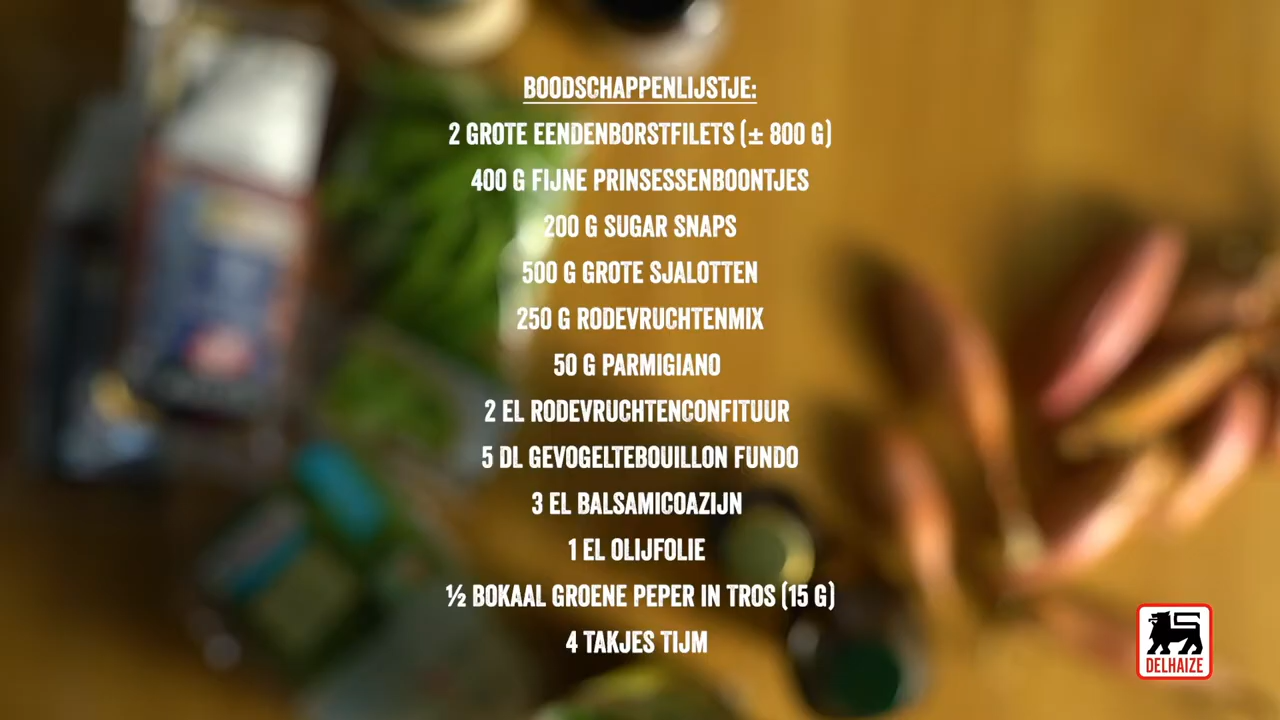 BOODSCHAPPENLIJSTJE:
2 GROTE EENDENBORSTFILETS (± 800 G)
400 G FIJNE PRINSESSENBOONTJES
200 G SUGAR SNAPS
500 G GROTE SJALOTTEN
250 G RODEVRUCHTENMIX
50 G PARMIGIANO
2 EL RODEVRUCHTENCONFITUUR
5 DL GEVOGELTEBOUILLON FUNDO
3 EL BALSAMICOAZIJN
1 EL OLIJFOLIE
½ BOKAAL GROENE PEPER IN TROS (15 G)
4 TAKJES TIJM
DELHAIZE